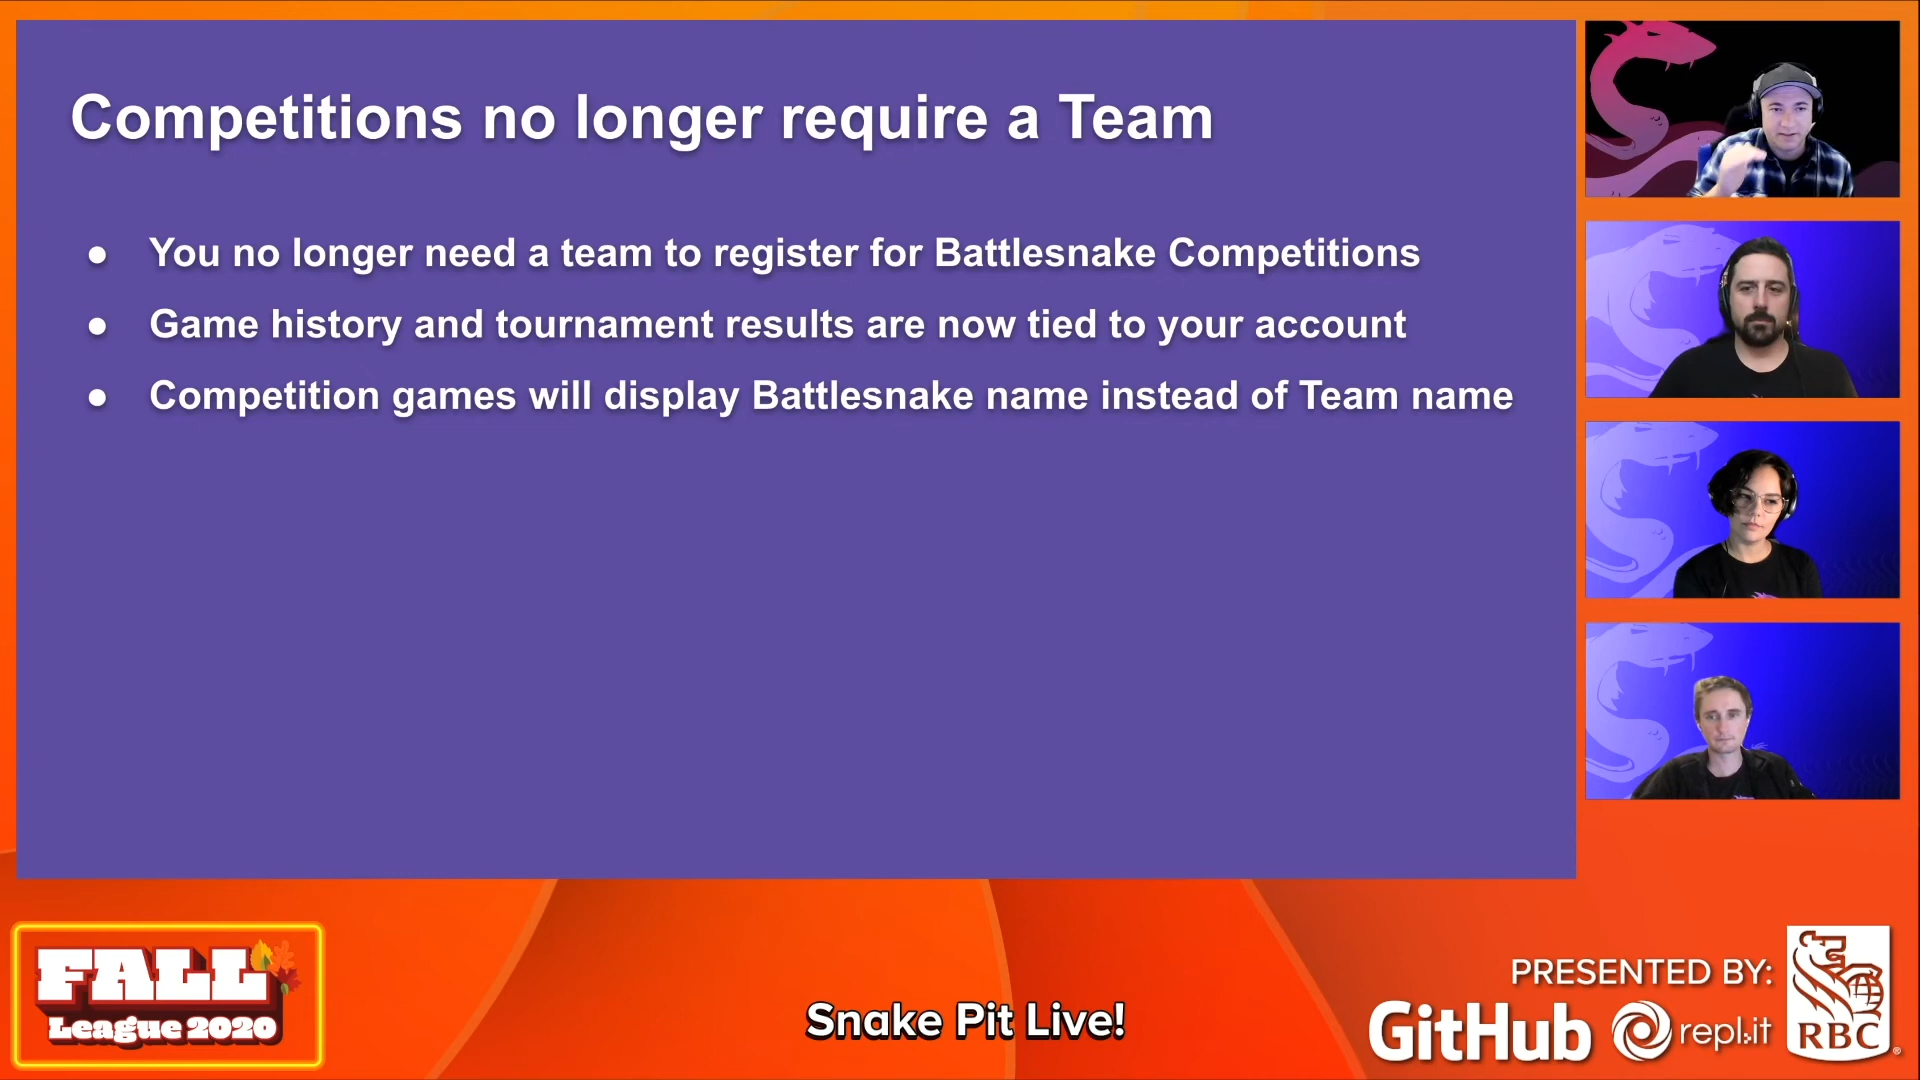 Competitions no longer require a Team
● You no longer need a team to register for Battlesnake Competitions
● Game history and tournament results are now tied to your account
● Competition games will display Battlesnake name instead of Team name
FALL
League 2020
Snake Pit Live!
PRESENTED BY:
GitHub repl.it RBC®